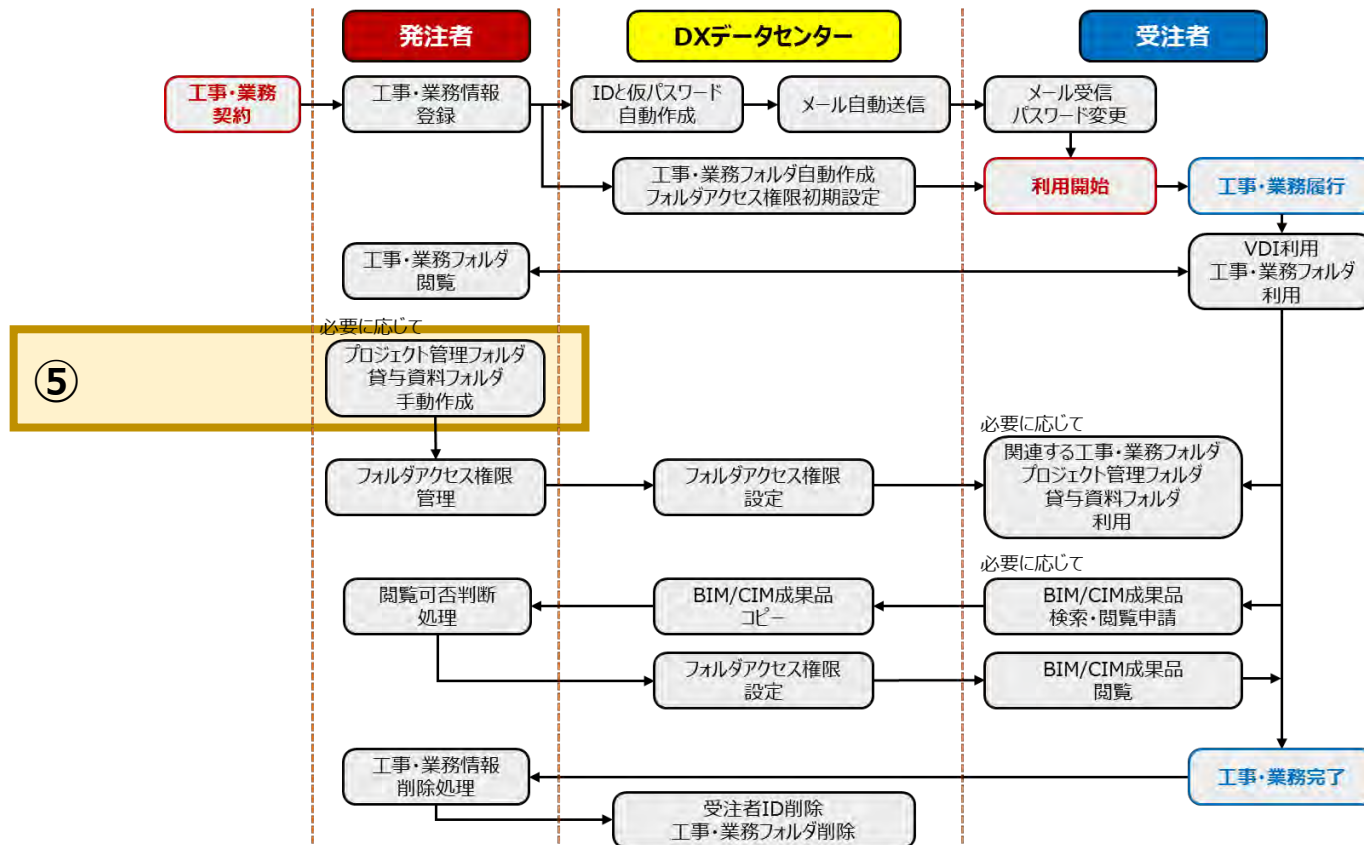 発注者
DXデータセンター
受注者
工事・業務
契約
工事・業務情報
登録
IDと仮パスワード
自動作成
メール自動送信
メール受信
パスワード変更
工事・業務フォルダ自動作成
フォルダアクセス権限初期設定
利用開始
工事・業務履行
工事・業務フォルダ
閲覧
VDI利用
工事・業務フォルダ
利用
必要に応じて
⑤
プロジェクト管理フォルダ
貸与資料フォルダ
手動作成
フォルダアクセス権限
管理
フォルダアクセス権限
設定
必要に応じて
関連する工事・業務フォルダ
プロジェクト管理フォルダ
貸与資料フォルダ
利用
閲覧可否判断
処理
BIM/CIM成果品
コピー
必要に応じて
BIM/CIM成果品
検索・閲覧申請
フォルダアクセス権限
設定
BIM/CIM成果品
閲覧
工事・業務情報
削除処理
工事・業務完了
受注者ID削除
工事・業務フォルダ削除